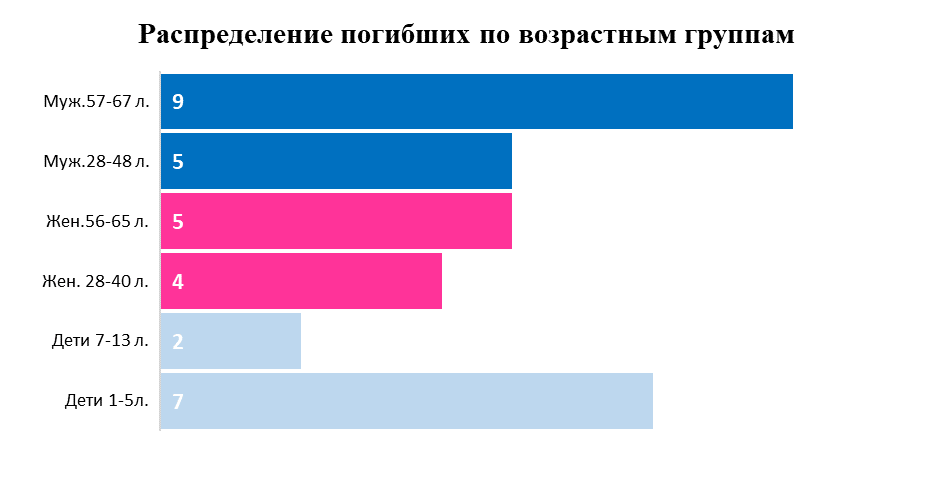 Распределение погибших по возрастным группам
Муж.57-67 л. 9
Муж.28-48 л. 5
Жен.56-65 л. 5
Жен. 28-40 л. 4
Дети 7-13 л. 2
Дети 1-5л. 7